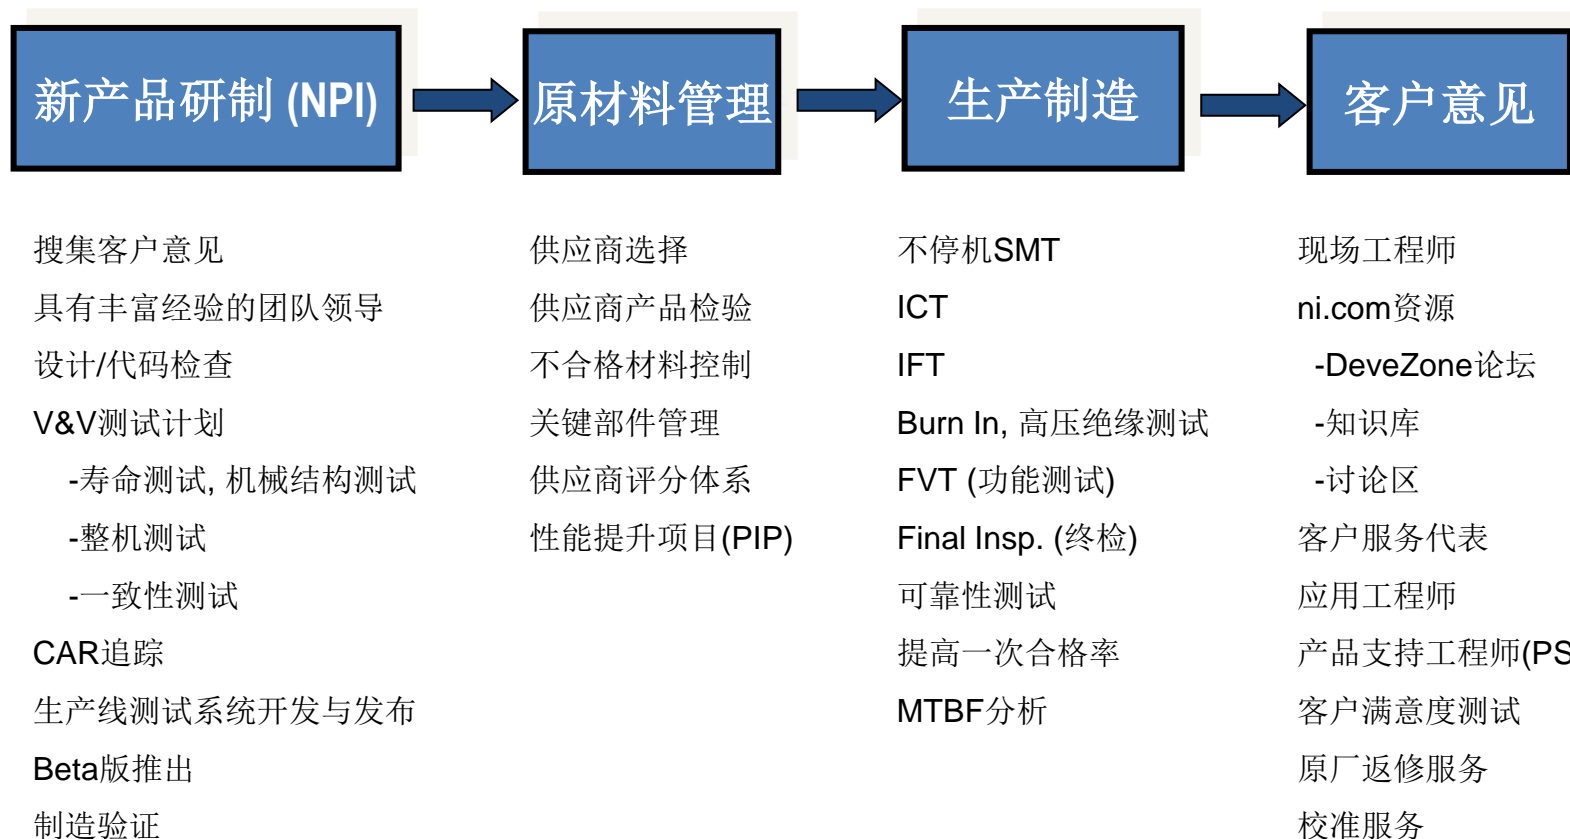 新产品研制 (NPI)
原材料管理
生产制造
客户意见
搜集客户意见
具有丰富经验的团队领导
设计/代码检查
V&V测试计划
-寿命测试, 机械结构测试
-整机测试
-一致性测试
CAR追踪
生产线测试系统开发与发布
Beta版推出
制造验证
供应商选择
供应商产品检验
不合格材料控制
关键部件管理
供应商评分体系
性能提升项目(PIP)
不停机SMT
ICT
IFT
Burn In, 高压绝缘测试
FVT (功能测试)
Final Insp. (终检)
可靠性测试
提高一次合格率
MTBF分析
现场工程师
ni.com资源
-DeveZone论坛
-知识库
-讨论区
客户服务代表
应用工程师
产品支持工程师(PS
客户满意度测试
原厂返修服务
校准服务